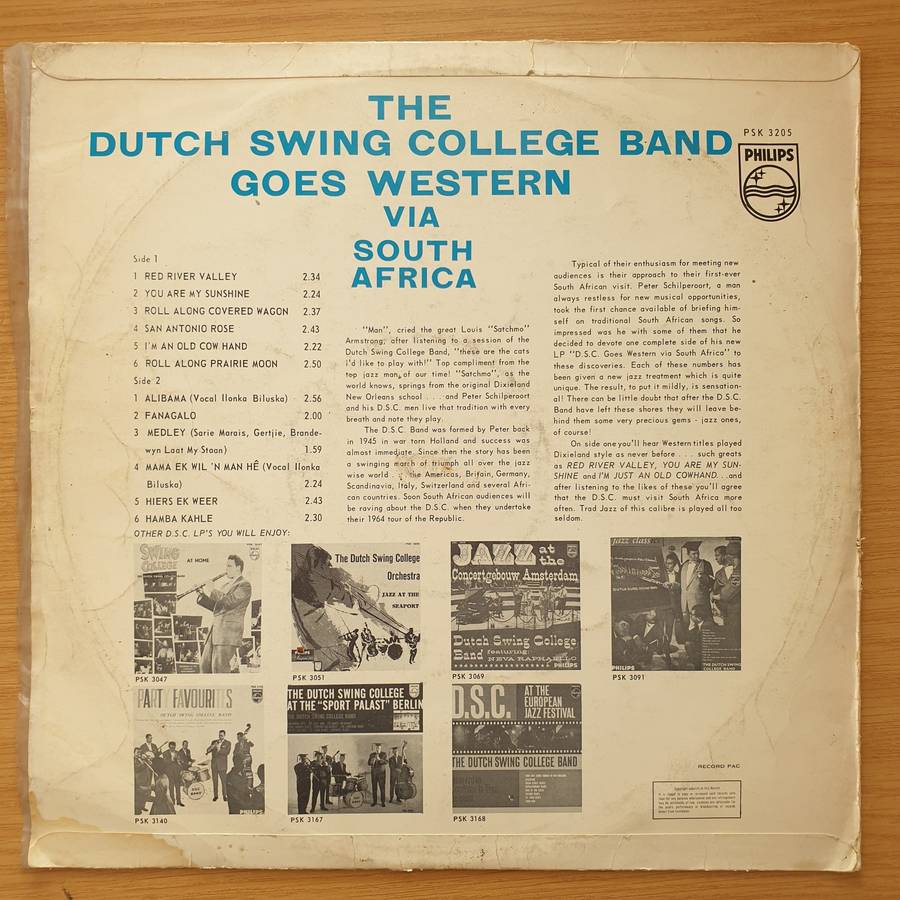 THE
DUTCH SWING COLLEGE BAND
GOES WESTERN
VIA
SOUTH
AFRICA
PSK 3205
PHILIPS
Side 1
1 RED RIVER VALLEY 2.34
2 YOU ARE MY SUNSHINE 2.24
3 ROLL ALONG COVERED WAGON 2.37
4 SAN ANTONIO ROSE 2.43
5 I'M AN OLD COW HAND 2.22
6 ROLL ALONG PRAIRIE MOON 2.50
Side 2
1 ALIBAMA (Vocal Ilonka Biluska) 2.56
2 FANAGALO 2.00
3 MEDLEY (Sarie Marais, Gertjie, Brande-
wyn Laat My Staan) 1.59
4 MAMA EK WIL 'N MAN HÊ (Vocal Ilonka
Biluska) 2.24
5 HIERS EK WEER 2.43
6 HAMBA KAHLE 2.30
"Man", cried the great Louis "Satchmo"
Armstrong, after listening to a session of the
Dutch Swing College Band, "these are the cats
I'd like to play with!" Top compliment from the
top jazz man of our time! "Satchmo", as the
world knows, springs from the original Dixieland
New Orleans school . . . and Peter Schilperoort
and his D.S.C. men live that tradition with every
breath and note they play.
The D.S.C. Band was formed by Peter back
in 1945 in war torn Holland and success was
almost immediate. Since then the story has been
a swinging march of triumph all over the jazz
wise world . . . the Americas, Britain, Germany,
Scandinavia, Italy, Switzerland and several Afri-
can countries. Soon South African audiences will
be raving about the D.S.C. when they undertake
their 1964 tour of the Republic.
Typical of their enthusiasm for meeting new
audiences is their approach to their first-ever
South African visit. Peter Schilperoort, a man
always restless for new musical opportunities,
took the first chance available of briefing him-
self on traditional South African songs. So
impressed was he with some of them that he
decided to devote one complete side of his new
LP "D.S.C. Goes Western via South Africa" to
these discoveries. Each of these numbers has
been given a new jazz treatment which is quite
unique. The result, to put it mildly, is sensation-
al! There can be little doubt that after the D.S.C.
Band have left these shores they will leave be-
hind them some very precious gems - jazz ones,
of course!
On side one you'll hear Western titles played
Dixieland style as never before . . . such greats
as RED RIVER VALLEY, YOU ARE MY SUN-
SHINE and I'M JUST AN OLD COWHAND. . .and
after listening to the likes of these you'll agree
that the D.S.C. must visit South Africa more
often. Trad Jazz of this calibre is played all too
seldom.
OTHER D.S.C. LP'S YOU WILL ENJOY:
SWING
COLLEGE
AT HOME
PSK 3047
The Dutch Swing College
Orchestra
JAZZ AT THE
SEAPORT
PSK 3051
JAZZ at
the
Concertgebouw Amsterdam
Dutch Swing College
Band featuring:
NEVA RAPHAELLO
PHILIPS
PSK 3069
jazz class
PHILIPS
THE DUTCH SWING
COLLEGE BAND
PSK 3091
PARTY FAVOURITES
DUTCH SWING COLLEGE BAND
PSK 3140
THE DUTCH SWING COLLEGE
AT THE "SPORT PALAST" BERLIN
THE DUTCH SWING COLLEGE BAND
PSK 3167
D.S.C.
AT THE
EUROPEAN
JAZZ FESTIVAL
THE DUTCH SWING COLLEGE BAND
PSK 3168
RECORD PAC